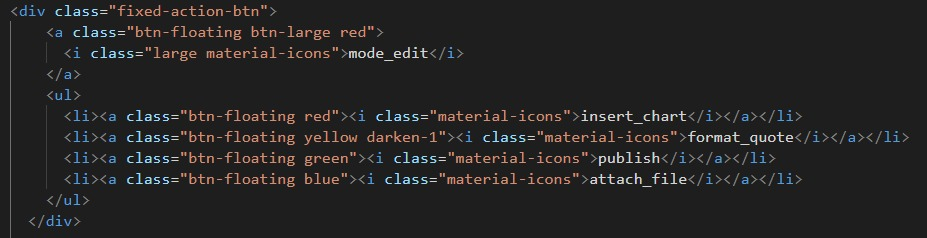 <div class="fixed-action-btn">
<a class="btn-floating btn-large red">
<i class="large material-icons">mode_edit</i>
</a>
<ul>
<li><a class="btn-floating red"><i class="material-icons">insert_chart</i></a></li>
<li><a class="btn-floating yellow darken-1"><i class="material-icons">format_quote</i></a></li>
<li><a class="btn-floating green"><i class="material-icons">publish</i></a></li>
<li><a class="btn-floating blue"><i class="material-icons">attach_file</i></a></li>
</ul>
</div>